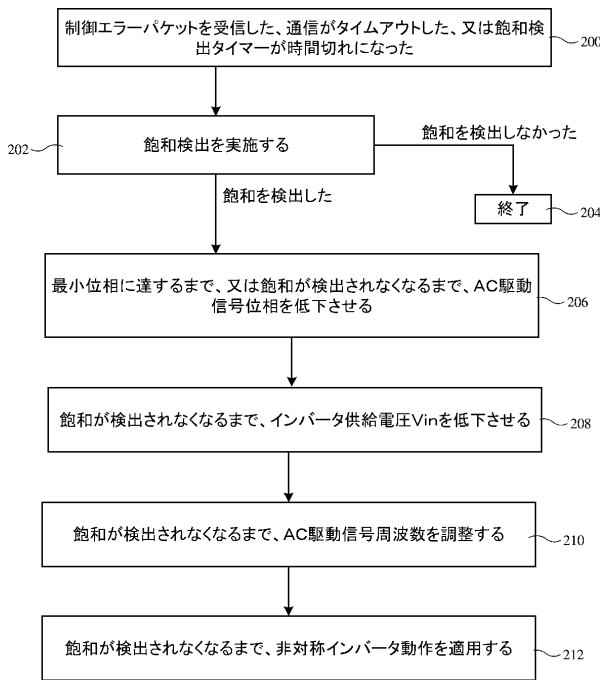 制御エラーパケットを受信した、通信がタイムアウトした、又は飽和検
出タイマーが時間切れになった
200
202
飽和検出を実施する
飽和を検出しなかった
飽和を検出した
終了
204
最小位相に達するまで、又は飽和が検出されなくなるまで、AC駆動
信号位相を低下させる
206
飽和が検出されなくなるまで、インバータ供給電圧Vinを低下させる
208
飽和が検出されなくなるまで、AC駆動信号周波数を調整する
210
飽和が検出されなくなるまで、非対称インバータ動作を適用する
212